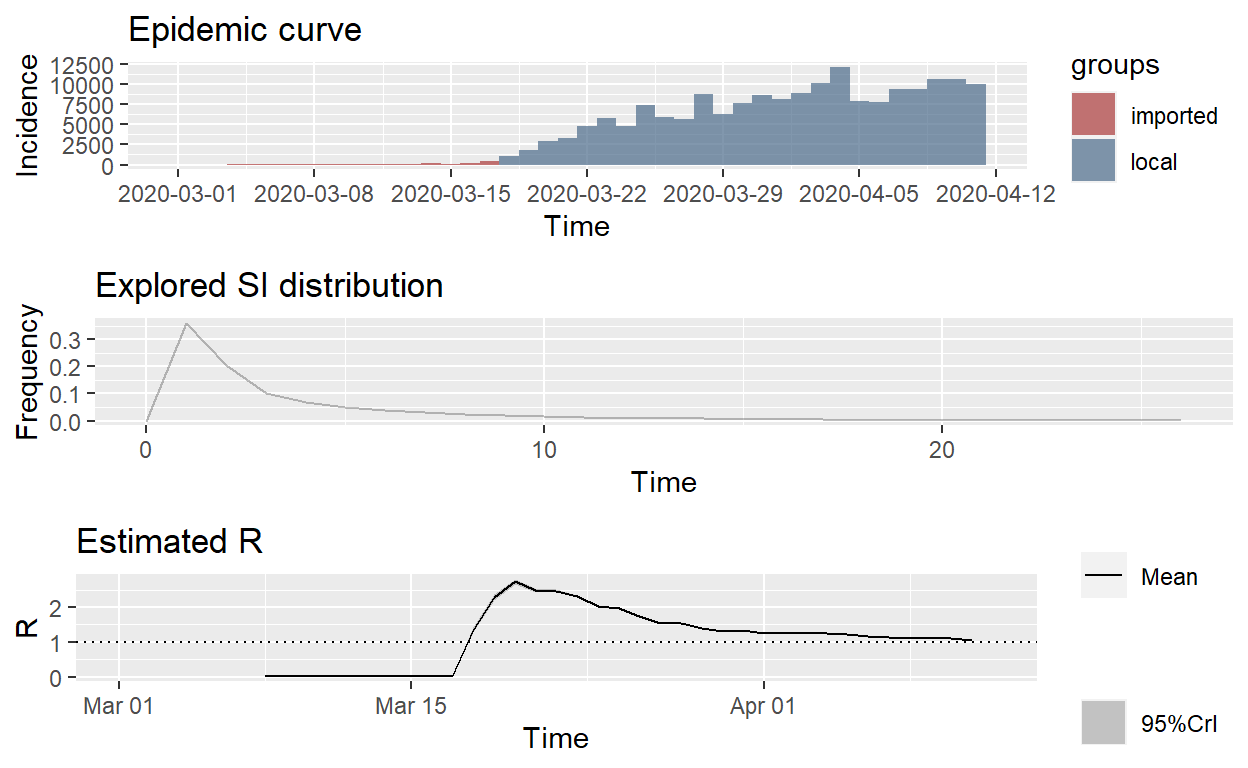 Epidemic curve
Incidence
12500
10000
7500
5000
2500
0
2020-03-01 2020-03-08 2020-03-15 2020-03-22 2020-03-29 2020-04-05 2020-04-12
Time
groups
imported
local
Explored SI distribution
Frequency
0.3
0.2
0.1
0.0
0 10 20
Time
Estimated R
R
2
1
0
Mar 01 Mar 15 Apr 01
Time
Mean
95%CrI